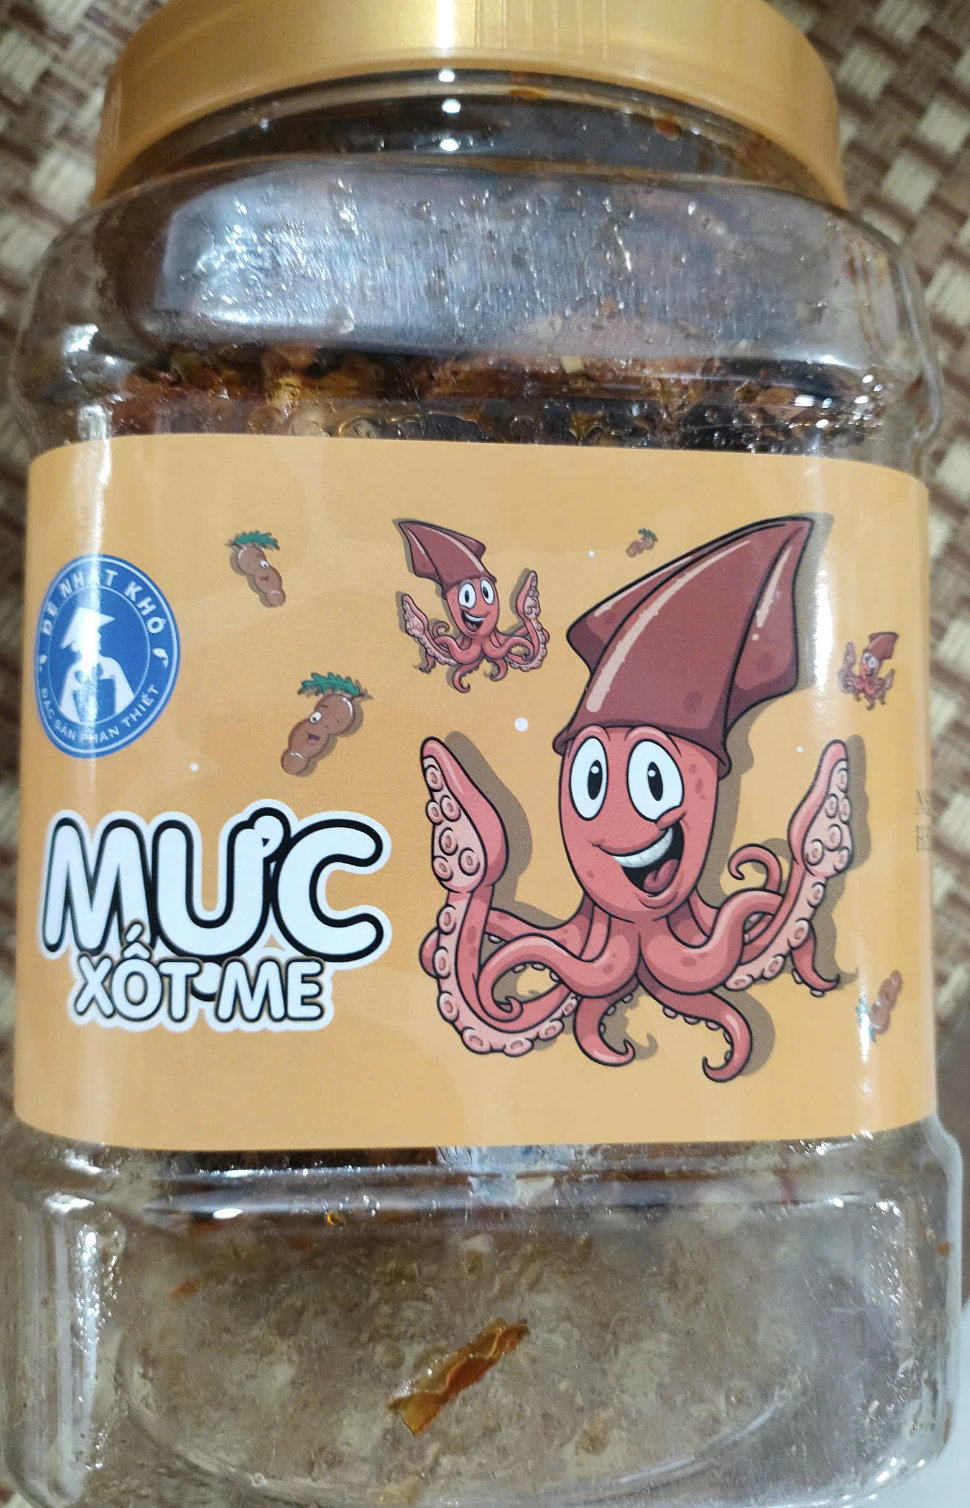 ĐỆ NHẤT KHÔ
ĐẶC SẢN PHAN THIẾT
MỰC
XỐT ME